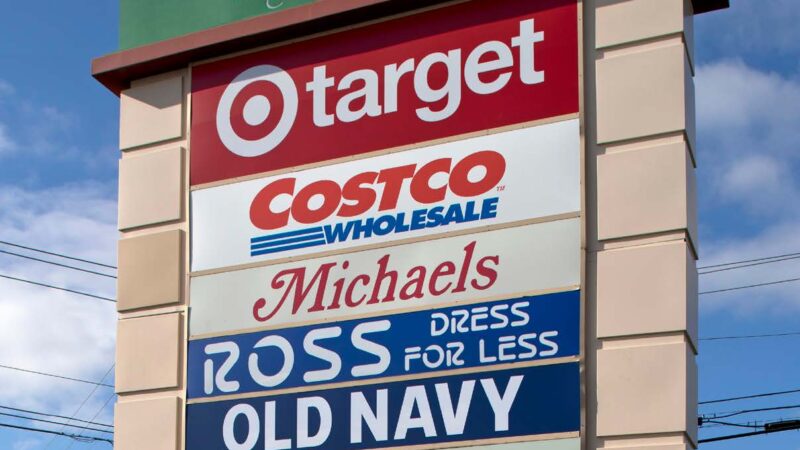 target
COSTCO
WHOLESALE
Michaels
ROSS DRESS FOR LESS
OLD NAVY